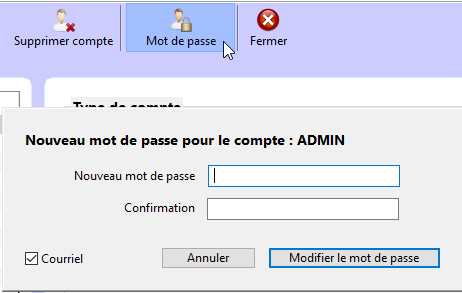 Supprimer compte
Mot de passe
Fermer
Type de compte
Nouveau mot de passe pour le compte : ADMIN
Nouveau mot de passe
Confirmation
Courriel
Annuler
Modifier le mot de passe